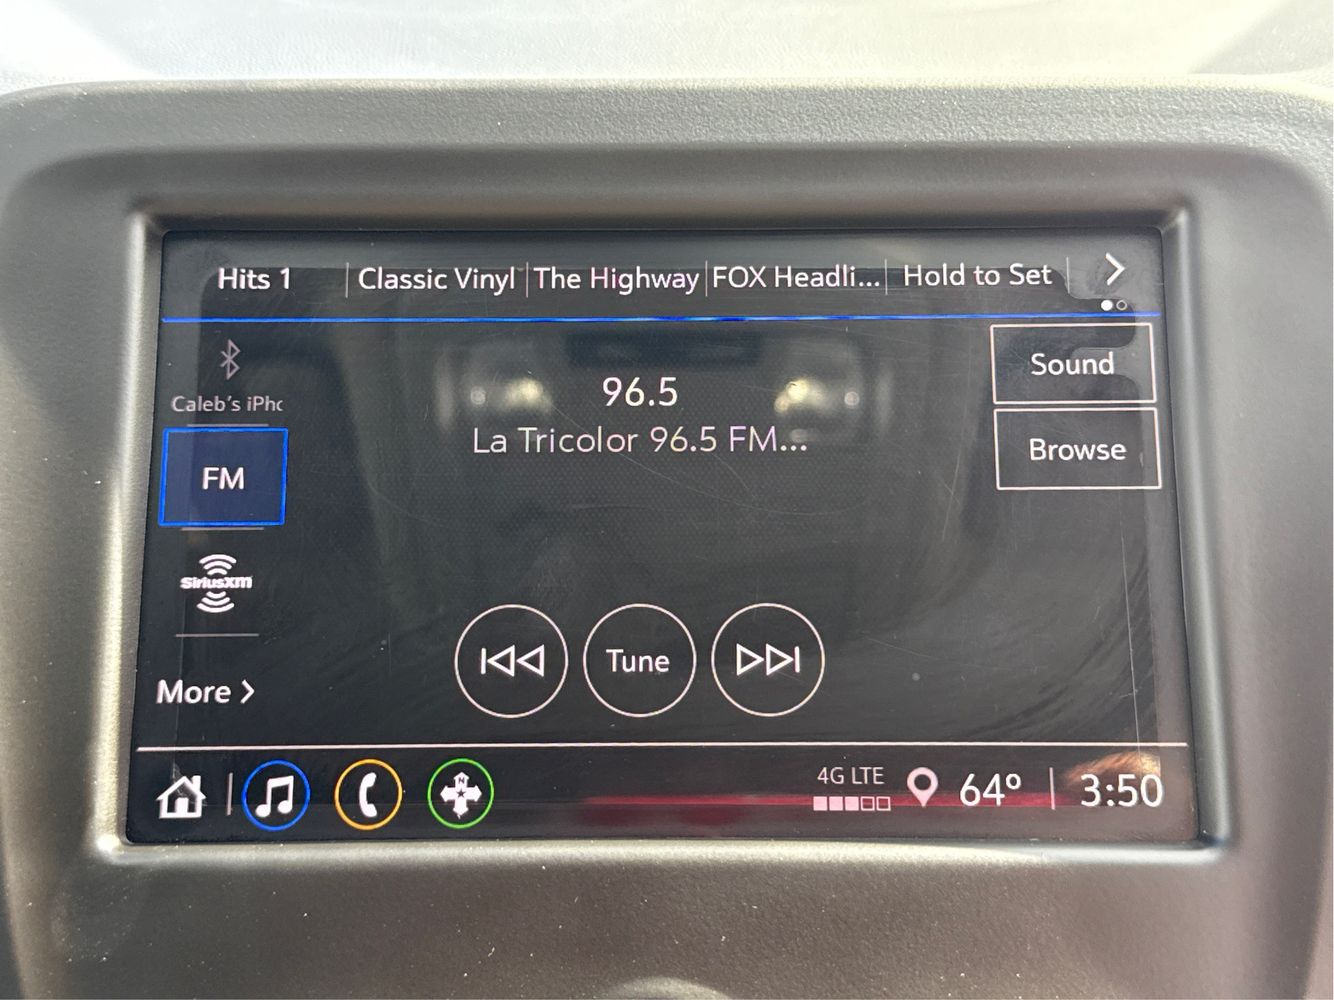 Hits 1
Classic Vinyl
The Highway
FOX Headli...
Hold to Set
Caleb's iPhc
FM
SiriusXM
More
96.5
La Tricolor 96.5 FM...
Sound
Browse
Tune
N
4G LTE
64°
3:50